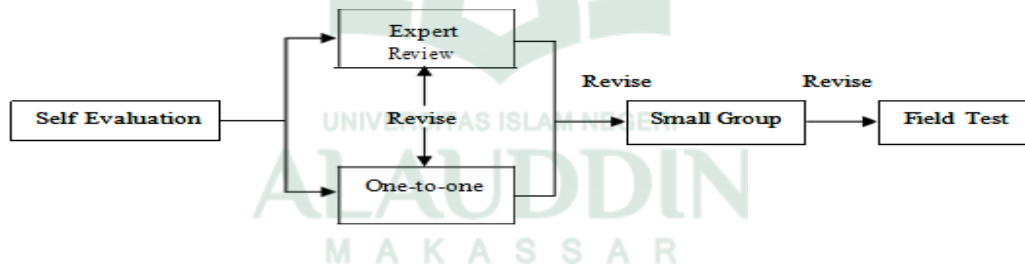 Expert
Review
Revise
Revise
Self Evaluation
UNIVERSITAS ISLAM NEGERI
Revise
Small Group
Field Test
One-to-one
ALAUDDIN
MAKASSAR